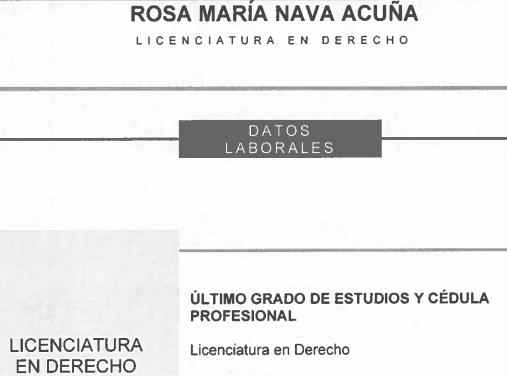 ROSA MARÍA NAVA ACUÑA
LICENCIATURA EN DERECHO
DATOS
LABORALES
ÚLTIMO GRADO DE ESTUDIOS Y CÉDULA
PROFESIONAL
LICENCIATURA
EN DERECHO
Licenciatura en Derecho